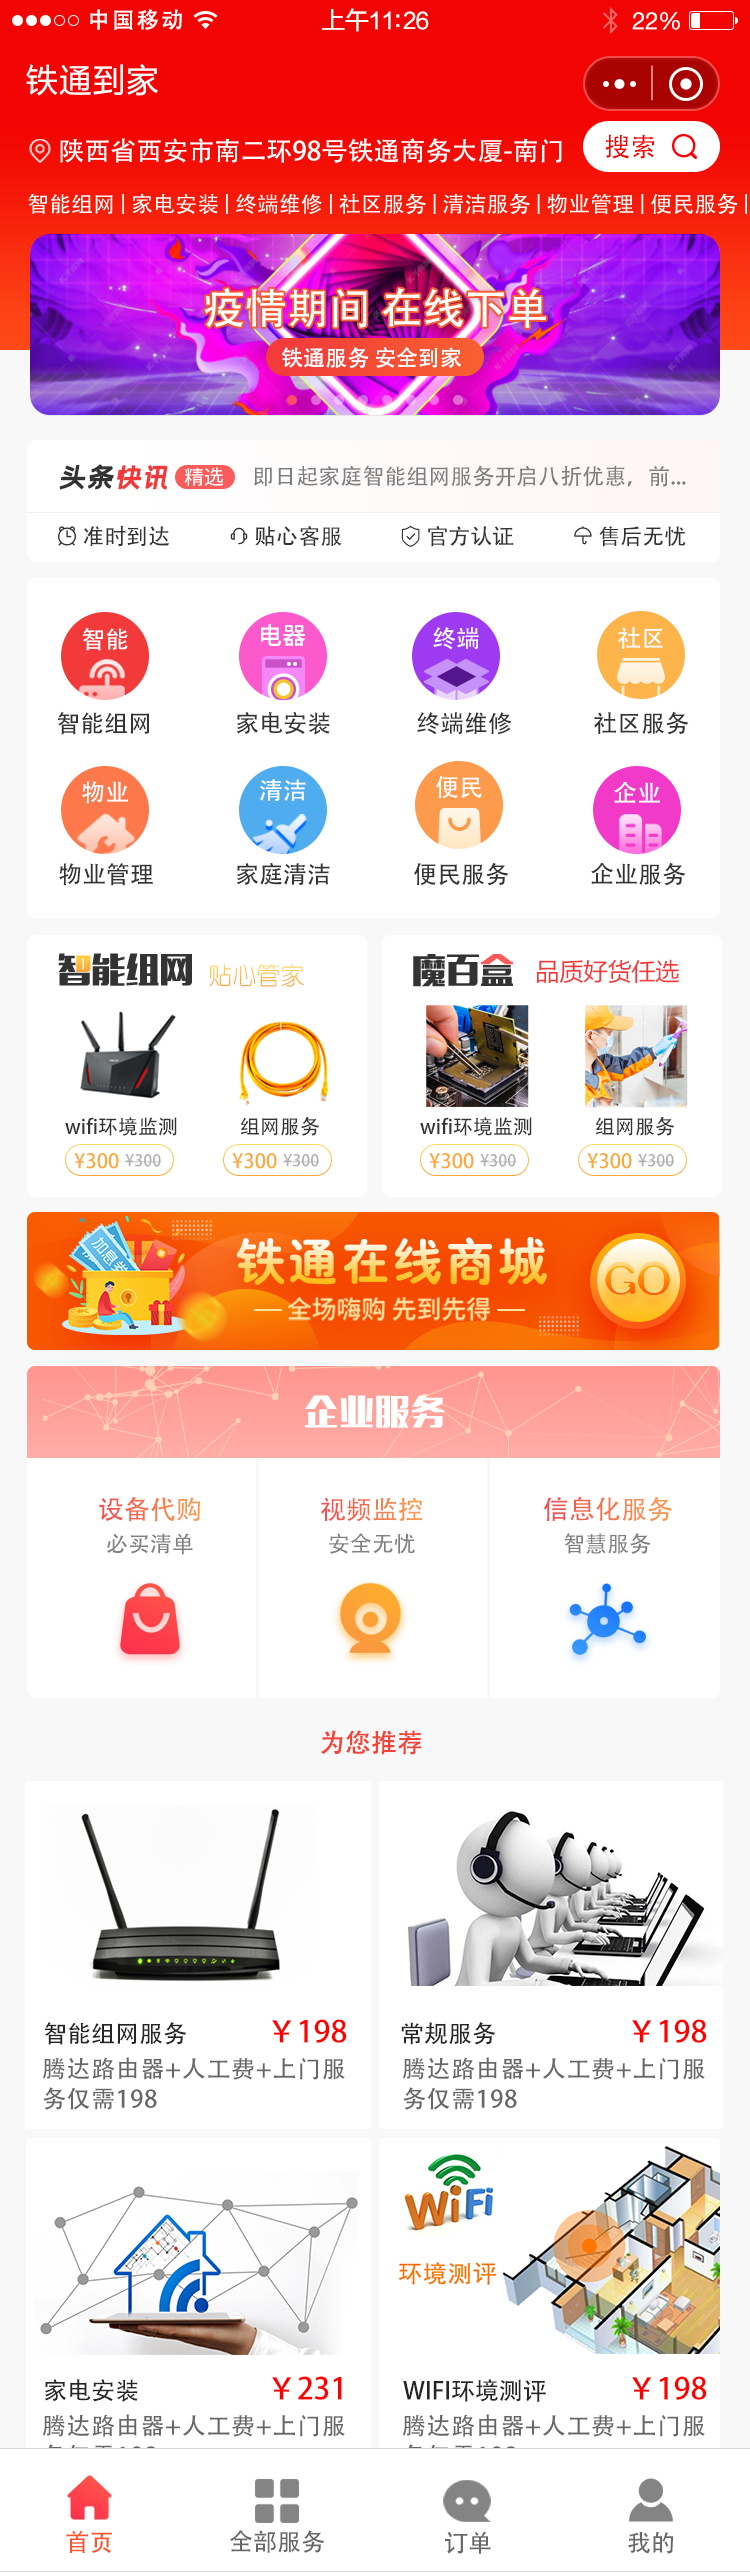 中国移动 上午11:26 22%
铁通到家
陕西省西安市南二环98号铁通商务大厦-南门 搜索
智能组网 | 家电安装 | 终端维修 | 社区服务 | 清洁服务 | 物业管理 | 便民服务 |
疫情期间 在线下单
铁通服务 安全到家
头条快讯 精选 即日起家庭智能组网服务开启八折优惠，前...
准时到达 贴心客服 官方认证 售后无忧
智能 电器 终端 社区
智能组网 家电安装 终端维修 社区服务
物业 清洁 便民 企业
物业管理 家庭清洁 便民服务 企业服务
智能组网 贴心管家 魔百盒 品质好货任选
wifi环境监测 组网服务 wifi环境监测 组网服务
¥300 ¥300 ¥300 ¥300 ¥300 ¥300 ¥300 ¥300
加息券
铁通在线商城 GO
全场嗨购 先到先得
企业服务
设备代购 视频监控 信息化服务
必买清单 安全无忧 智慧服务
为您推荐
智能组网服务 ￥198
腾达路由器+人工费+上门服
务仅需198
常规服务 ￥198
腾达路由器+人工费+上门服
务仅需198
WiFi
环境测评
家电安装 ￥231
腾达路由器+人工费+上门服
WIFI环境测评 ￥198
腾达路由器+人工费+上门服
首页 全部服务 订单 我的